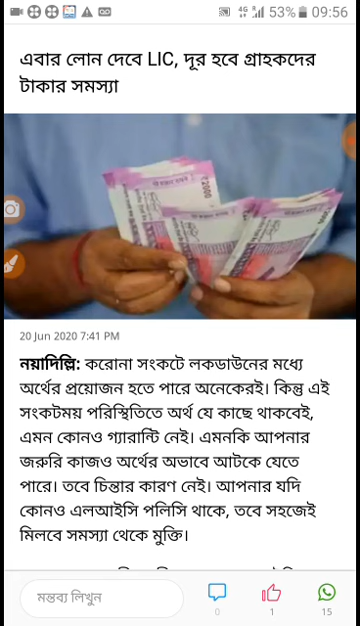 4G
53%
09:56
এবার লোন দেবে LIC, দূর হবে গ্রাহকদের
টাকার সমস্যা
20 Jun 2020 7:41 PM
নয়াদিল্লি: করোনা সংকটে লকডাউনের মধ্যে
অর্থের প্রয়োজন হতে পারে অনেকেরই। কিন্তু এই
সংকটময় পরিস্থিতিতে অর্থ যে কাছে থাকবেই,
এমন কোনও গ্যারান্টি নেই। এমনকি আপনার
জরুরি কাজও অর্থের অভাবে আটকে যেতে
পারে। তবে চিন্তার কারণ নেই। আপনার যদি
কোনও এলআইসি পলিসি থাকে, তবে সহজেই
মিলবে সমস্যা থেকে মুক্তি।
মন্তব্য লিখুন
0
1
15